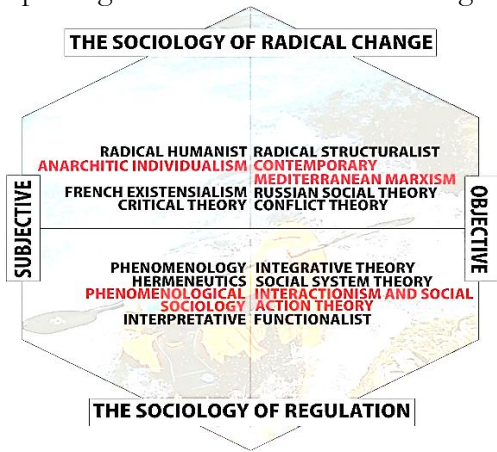 THE SOCIOLOGY OF RADICAL CHANGE
RADICAL HUMANIST
ANARCHITIC INDIVIDUALISM
FRENCH EXISTENSIALISM
CRITICAL THEORY
RADICAL STRUCTURALIST
CONTEMPORARY
MEDITERRANEAN MARXISM
RUSSIAN SOCIAL THEORY
CONFLICT THEORY
SUBJECTIVE
OBJECTIVE
PHENOMENOLOGY
HERMENEUTICS
PHENOMENOLOGICAL
SOCIOLOGY
INTERPRETATIVE
INTEGRATIVE THEORY
SOCIAL SYSTEM THEORY
INTERACTIONISM AND SOCIAL
ACTION THEORY
FUNCTIONALIST
THE SOCIOLOGY OF REGULATION